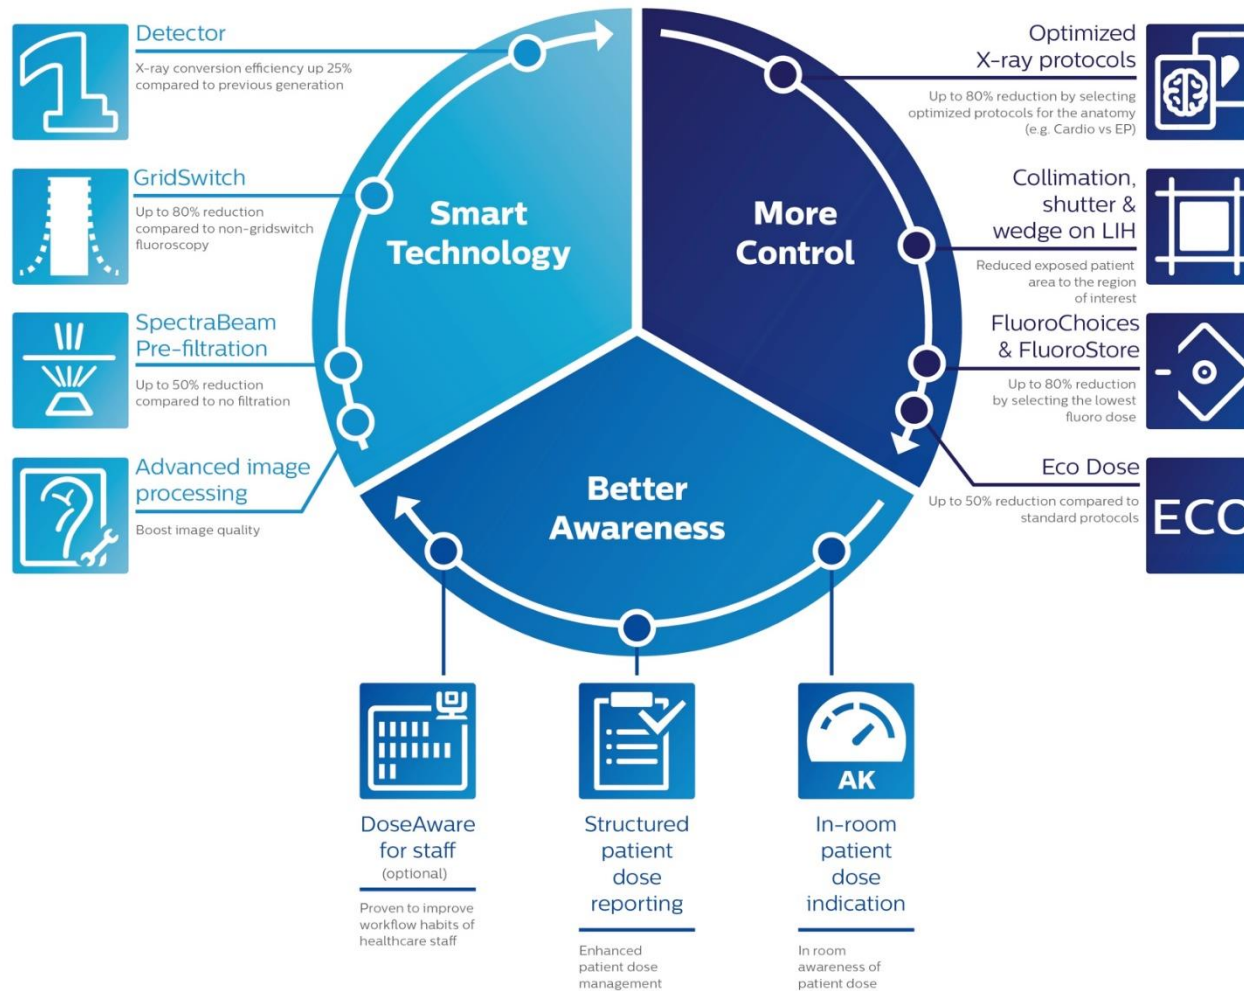 Detector
X-ray conversion efficiency up 25%
compared to previous generation
GridSwitch
Up to 80% reduction
compared to non-gridswitch
fluoroscopy
SpectraBeam
Pre-filtration
Up to 50% reduction
compared to no filtration
Advanced image
processing
Boost image quality
Smart
Technology
More
Control
Better
Awareness
Optimized
X-ray protocols
Up to 80% reduction by selecting
optimized protocols for the anatomy
(e.g. Cardio vs EP)
Collimation,
shutter &
wedge on LIH
Reduced exposed patient
area to the region
of interest
FluoroChoices
& FluoroStore
Up to 80% reduction
by selecting the lowest
fluoro dose
Eco Dose
Up to 50% reduction compared to
standard protocols
ECO
DoseAware
for staff
(optional)
Proven to improve
workflow habits of
healthcare staff
Structured
patient
dose
reporting
Enhanced
patient dose
management
AK
In-room
patient
dose
indication
In room
awareness of
patient dose